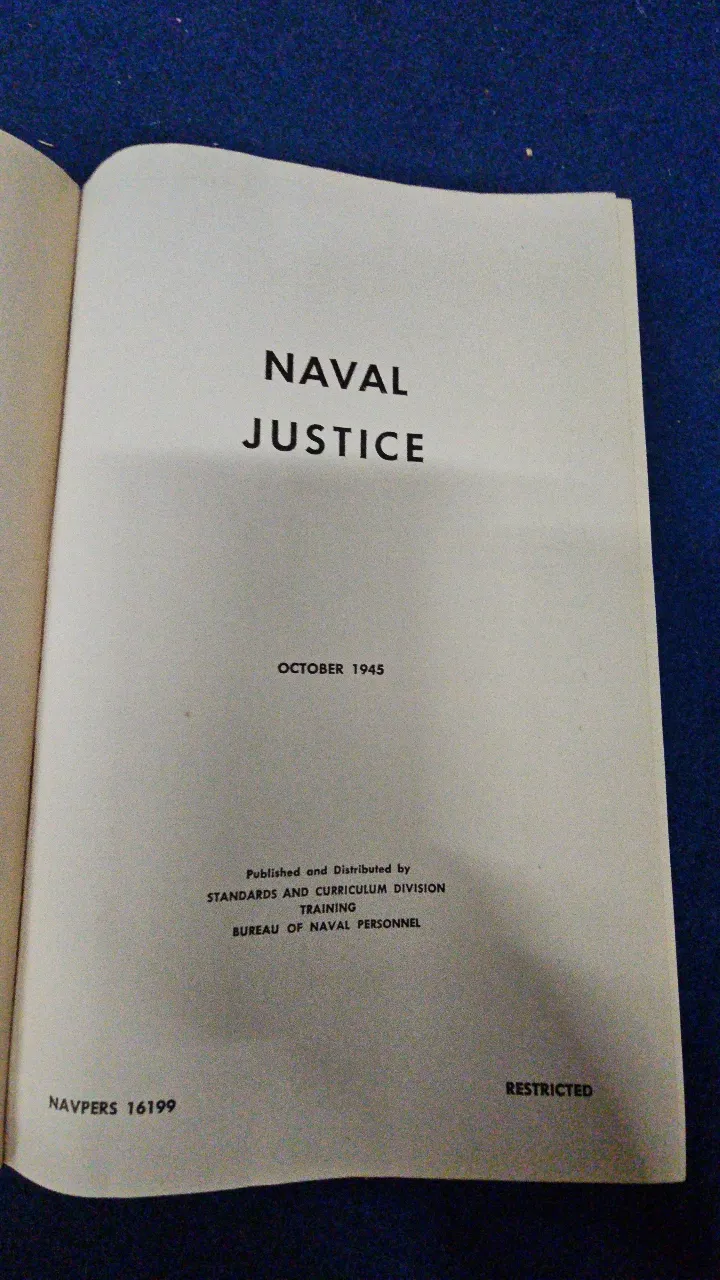 NAVAL
JUSTICE
OCTOBER 1945
Published and Distributed by
STANDARDS AND CURRICULUM DIVISION
TRAINING
BUREAU OF NAVAL PERSONNEL
RESTRICTED
NAVPERS 16199